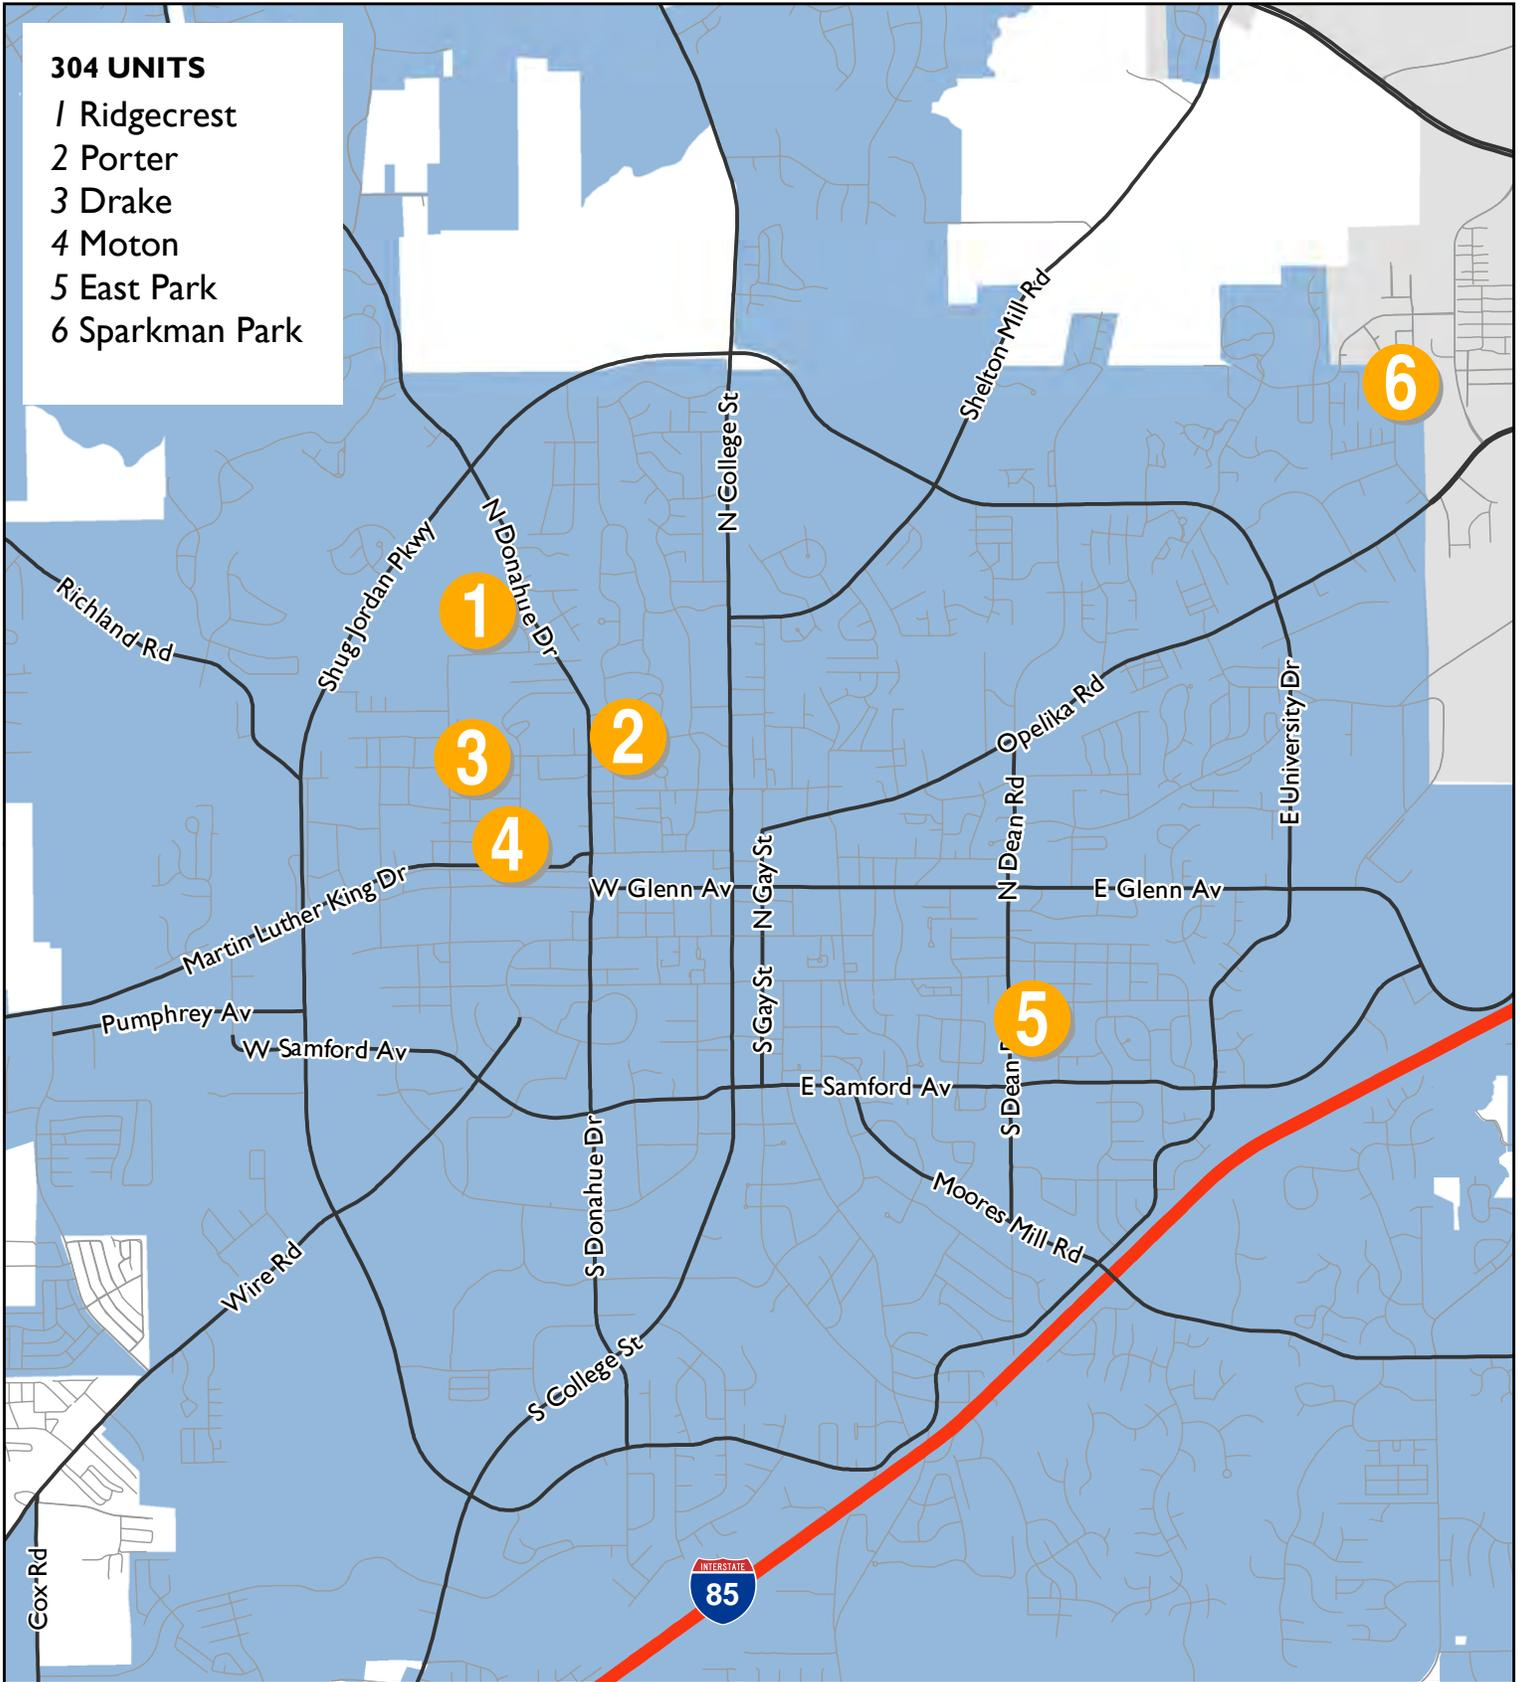 304 UNITS
1 Ridgecrest
2 Porter
3 Drake
4 Moton
5 East Park
6 Sparkman Park
Shelton-Mill-Rd
6
N College St
N Donahue Dr
Shug Jordan Pkwy
Richland Rd
1
2
3
Opelika Rd
E University Dr
4
N Dean Rd
Martin Luther King Dr
W Glenn Av
N Gay St
E Glenn Av
S Gay St
Pumphrey Av
5
W Samford Av
E Samford Av
S Dean
S Donahue Dr
Moores Mill Rd
Wire Rd
S College St
INTERSTATE
85
Cox Rd